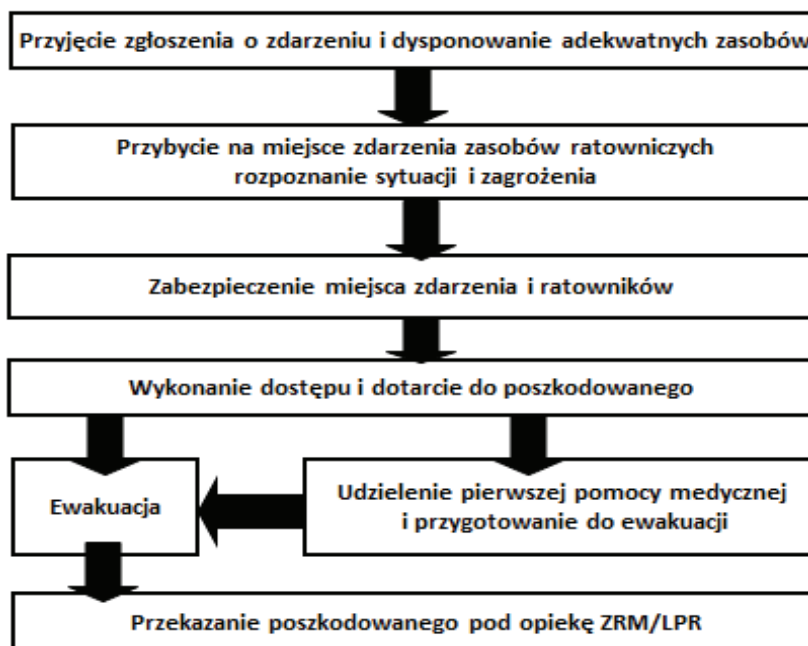 Przyjęcie zgłoszenia o zdarzeniu i dysponowanie adekwatnych zasobów
Przybycie na miejsce zdarzenia zasobów ratowniczych
rozpoznanie sytuacji i zagrożenia
Zabezpieczenie miejsca zdarzenia i ratowników
Wykonanie dostępu i dotarcie do poszkodowanego
Ewakuacja
Udzielenie pierwszej pomocy medycznej
i przygotowanie do ewakuacji
Przekazanie poszkodowanego pod opiekę ZRM/LPR